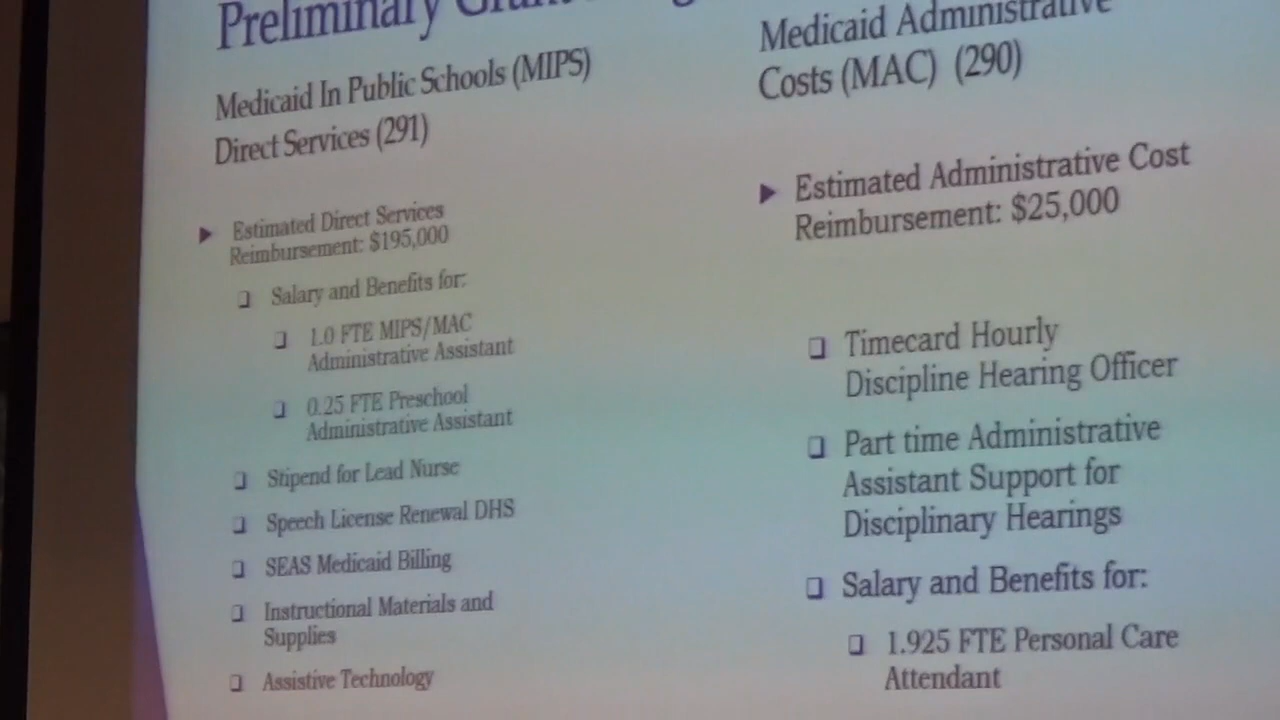 Preliminary
Medicaid In Public Schools (MIPS)
Direct Services (291)
Estimated Direct Services
Reimbursement: $195,000
Salary and Benefits for:
1.0 FTE MIPS/MAC
Administrative Assistant
0.25 FTE Preschool
Administrative Assistant
Stipend for Lead Nurse
Speech License Renewal DHS
SEAS Medicaid Billing
Instructional Materials and
Supplies
Assistive Technology
Medicaid Administrative
Costs (MAC) (290)
Estimated Administrative Cost
Reimbursement: $25,000
Timecard Hourly
Discipline Hearing Officer
Part time Administrative
Assistant Support for
Disciplinary Hearings
Salary and Benefits for:
1.925 FTE Personal Care
Attendant